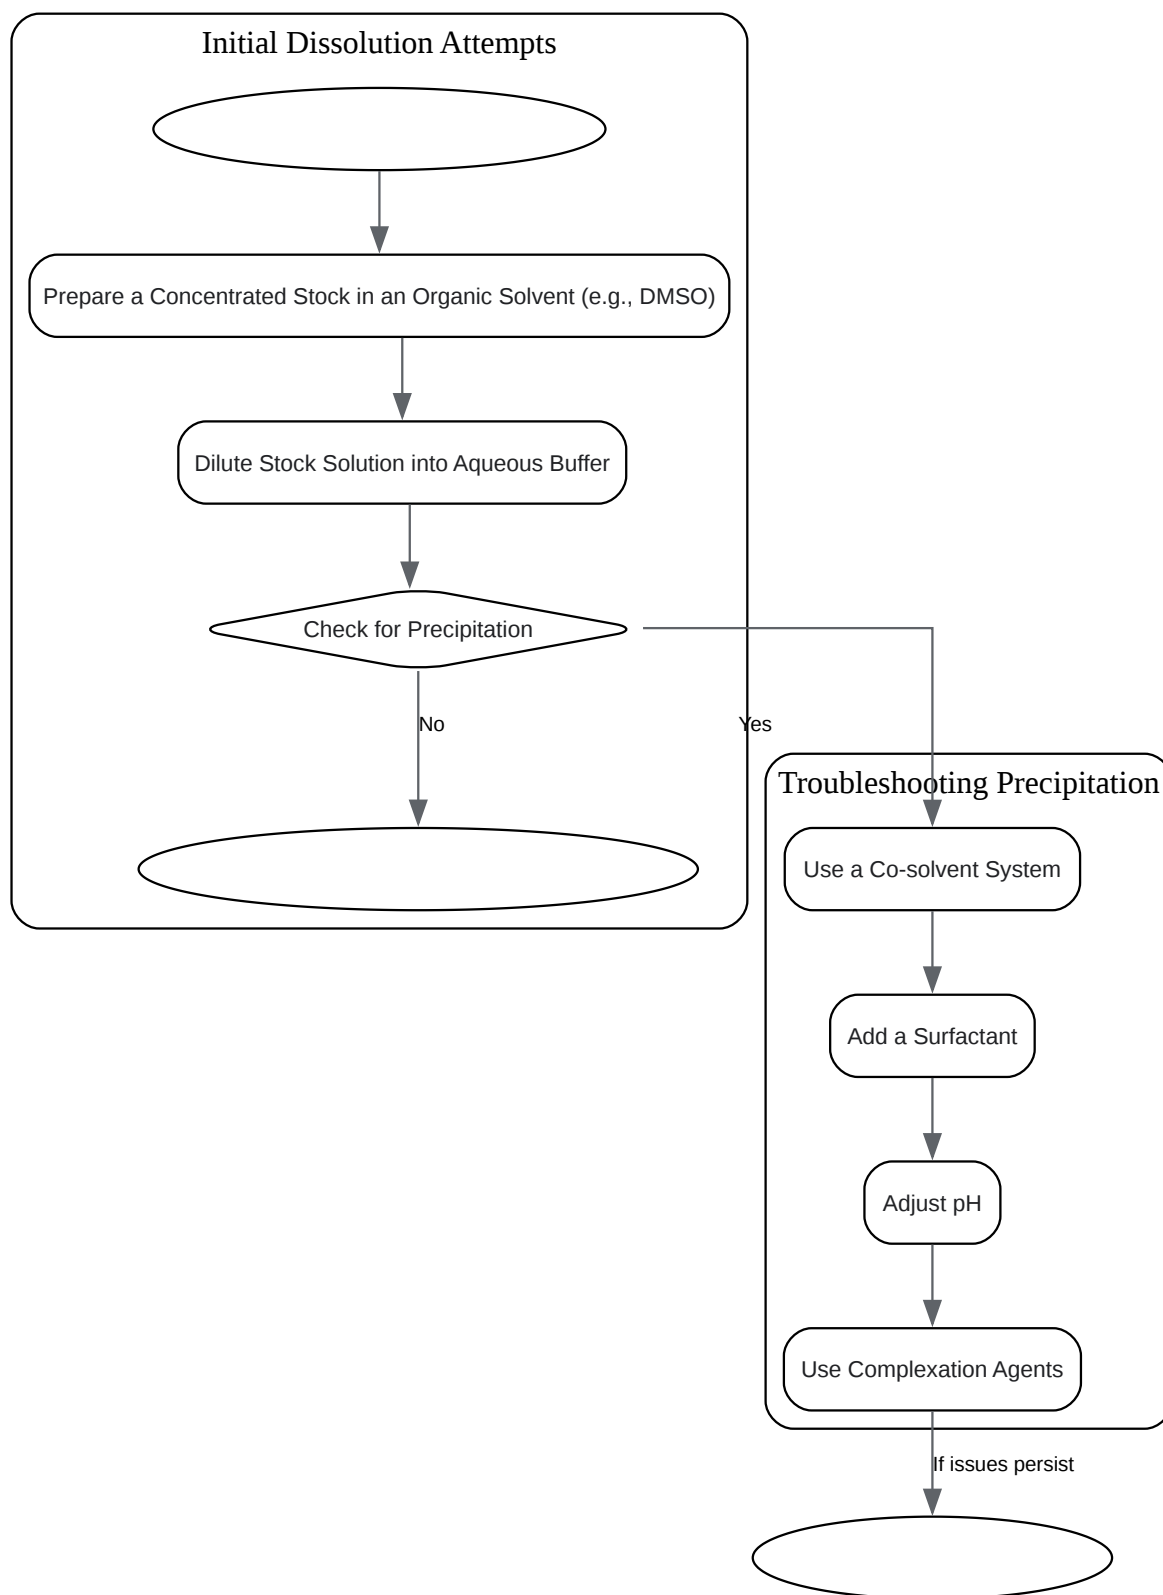 Initial Dissolution Attempts
Prepare a Concentrated Stock in an Organic Solvent (e.g., DMSO)
Dilute Stock Solution into Aqueous Buffer
Check for Precipitation
No
Yes
Troubleshooting Precipitation
Use a Co-solvent System
Add a Surfactant
Adjust pH
Use Complexation Agents
If issues persist